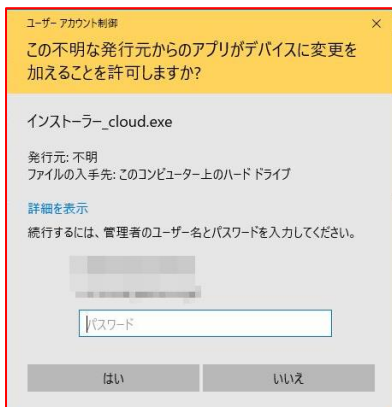 ユーザー アカウント制御
この不明な発行元からのアプリがデバイスに変更を
加えることを許可しますか?
インストーラー_cloud.exe
発行元: 不明
ファイルの入手先: このコンピューター上のハード ドライブ
詳細を表示
続行するには、管理者のユーザー名とパスワードを入力してください。
パスワード
はい
いいえ